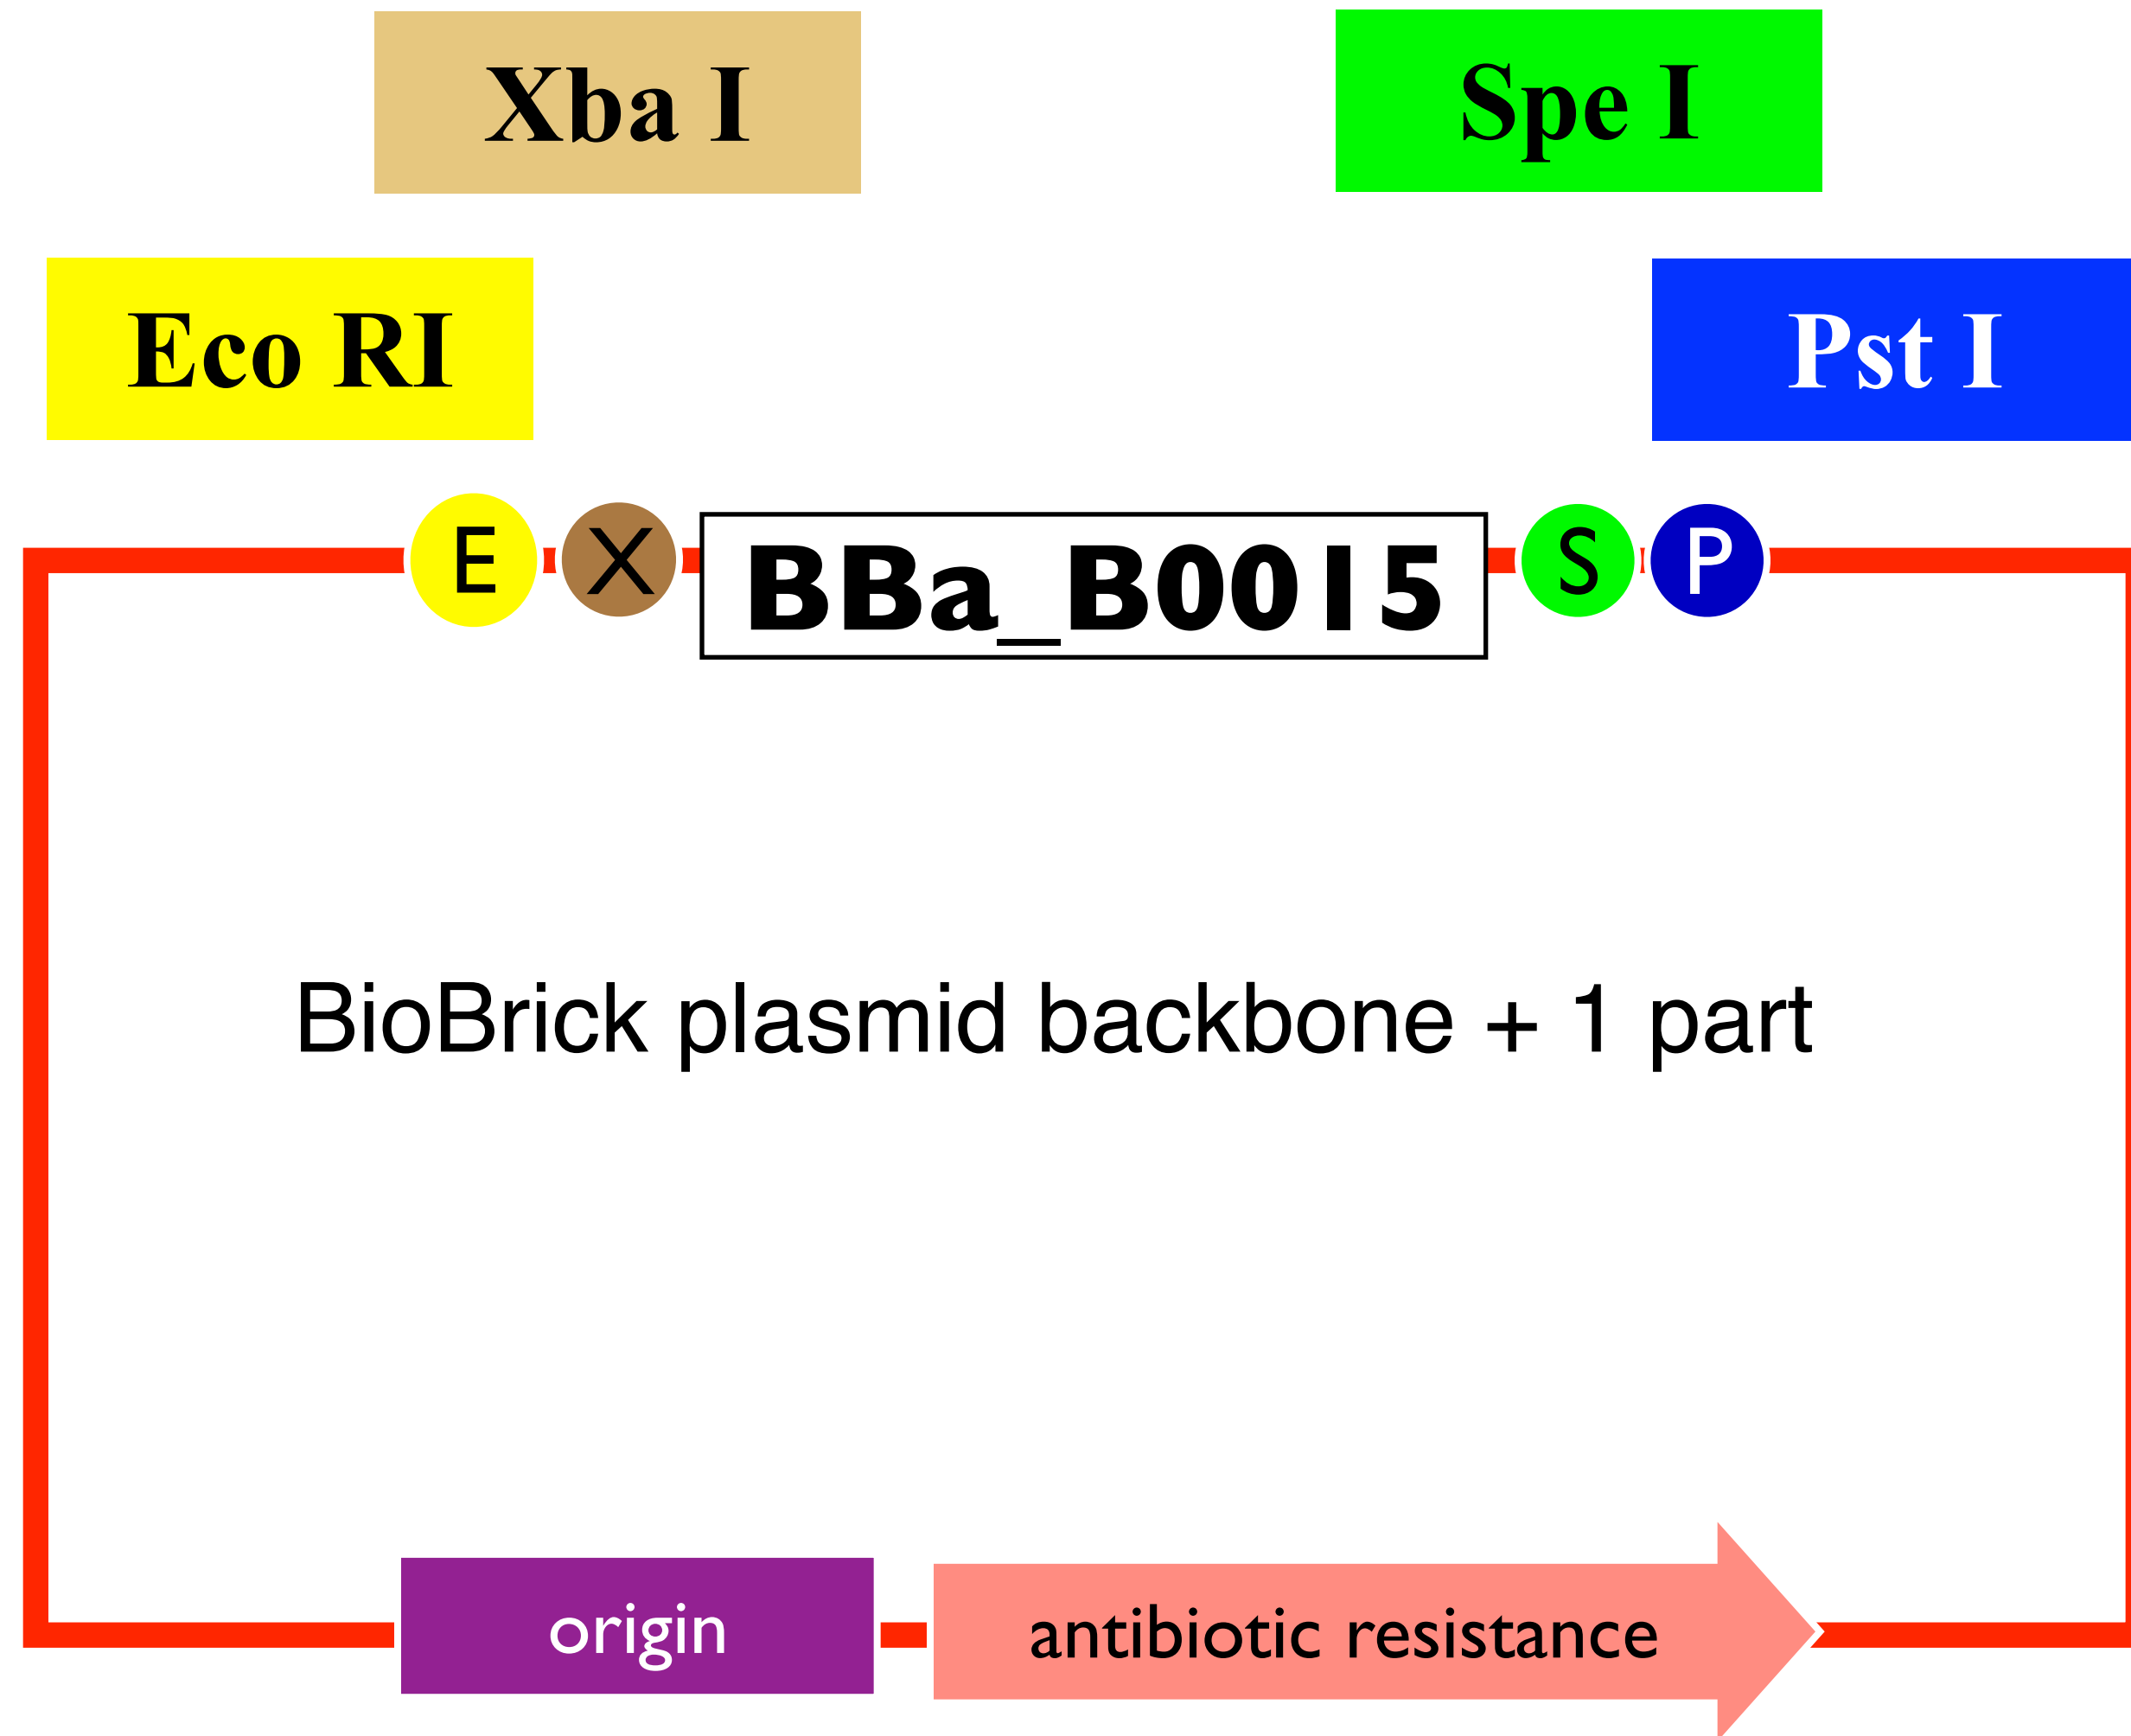 Xba I
Spe I
Eco RI
Pst I
E
X
BBa_B0015
S
P
BioBrick plasmid backbone + 1 part
origin
antibiotic resistance